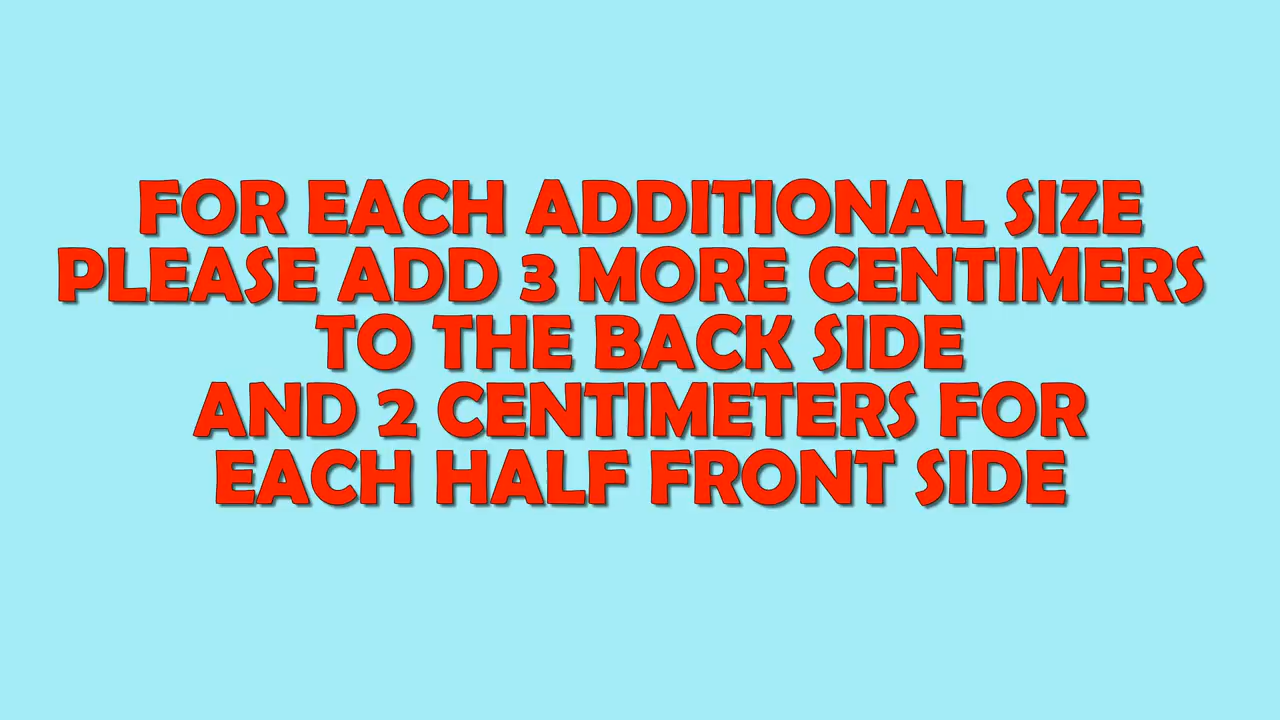 FOR EACH ADDITIONAL SIZE
PLEASE ADD 3 MORE CENTIMERS
TO THE BACK SIDE
AND 2 CENTIMETERS FOR
EACH HALF FRONT SIDE